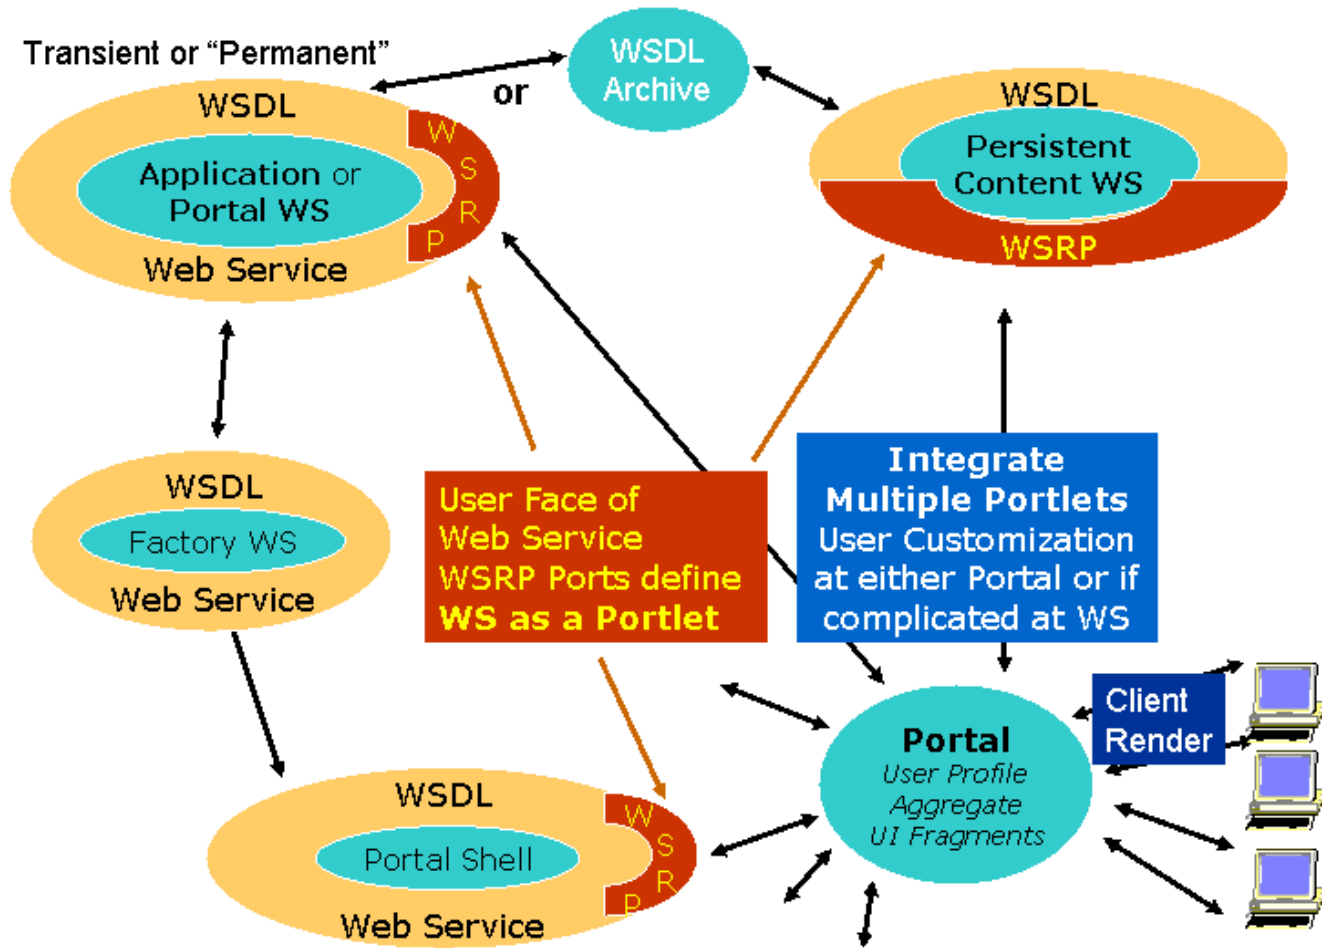 Transient or “Permanent”
or
WSDL
Archive
WSDL
Application or
Portal WS
Web Service
W
S
R
P
WSDL
Persistent
Content WS
WSRP
WSDL
Factory WS
Web Service
User Face of
Web Service
WSRP Ports define
WS as a Portlet
Integrate
Multiple Portlets
User Customization
at either Portal or if
complicated at WS
Client
Render
Portal
User Profile
Aggregate
UI Fragments
WSDL
Portal Shell
Web Service
W
S
R
P